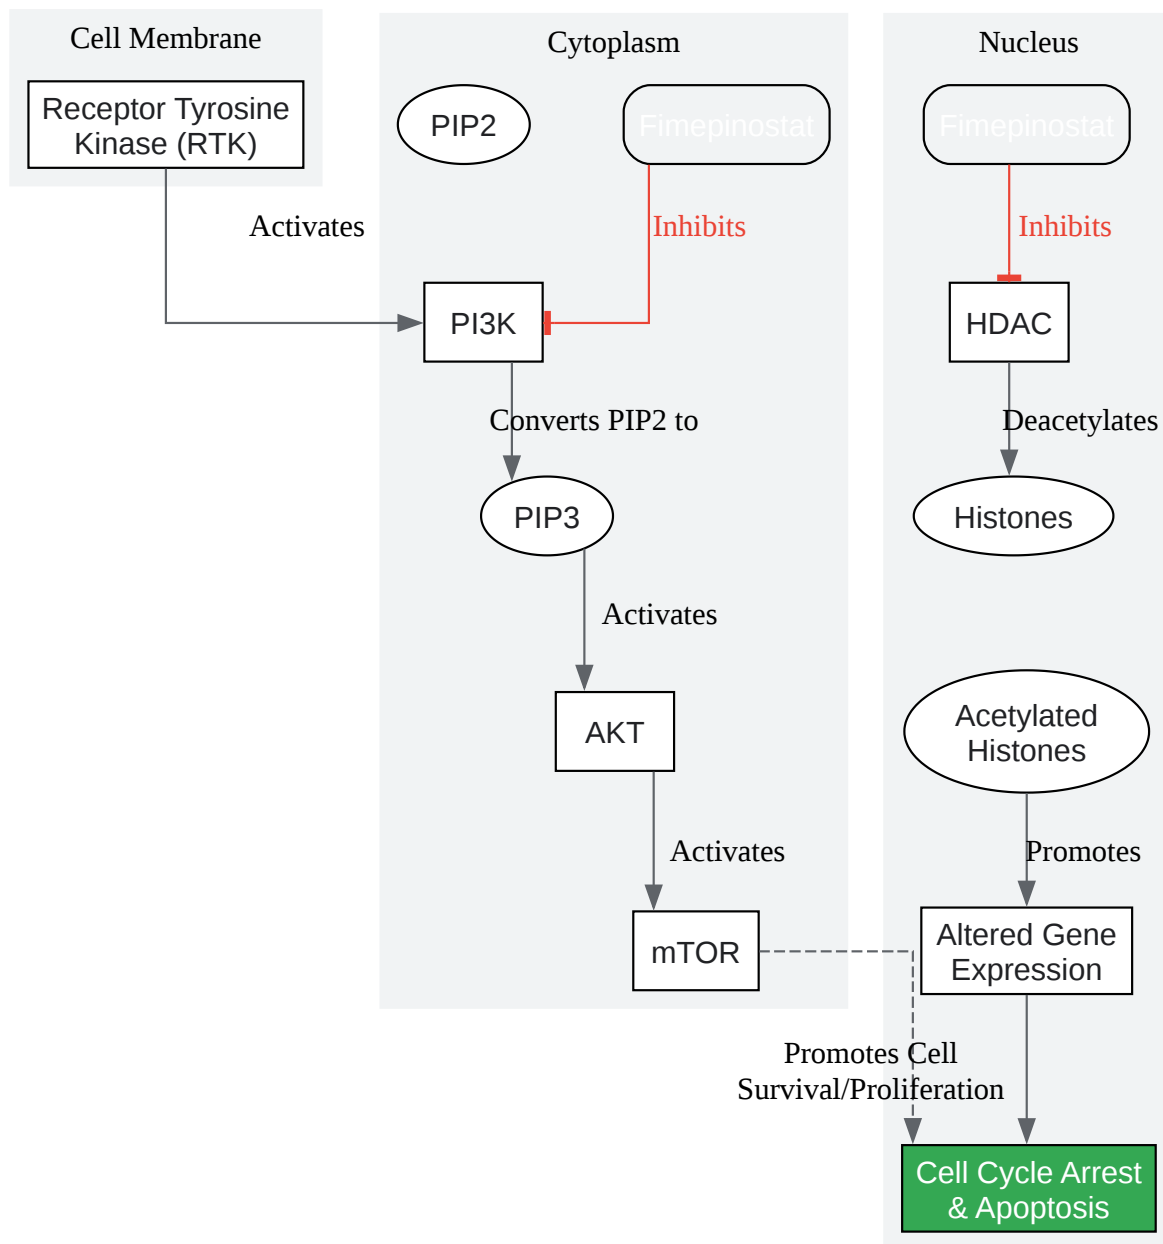 Cell Membrane
Receptor Tyrosine
Kinase (RTK)
Activates
Cytoplasm
PIP2
Fimepinostat
Inhibits
PI3K
Converts PIP2 to
PIP3
Activates
AKT
Activates
mTOR
Promotes Cell
Survival/Proliferation
Nucleus
Fimepinostat
Inhibits
HDAC
Deacetylates
Histones
Acetylated
Histones
Promotes
Altered Gene
Expression
Cell Cycle Arrest
& Apoptosis